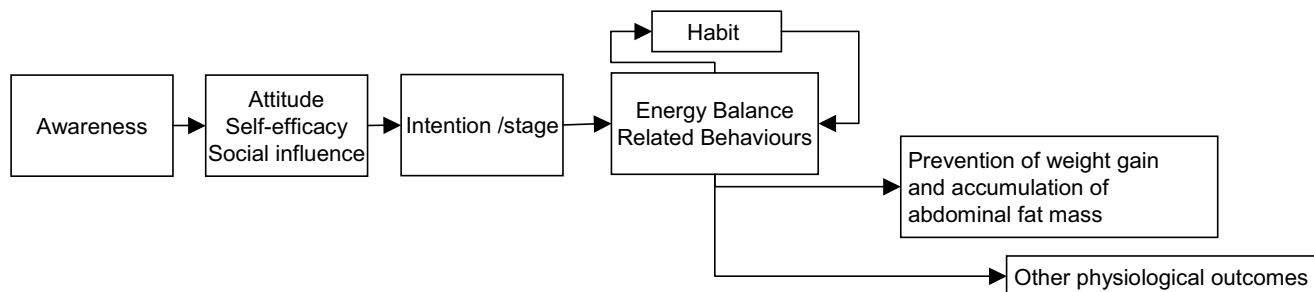 Habit
Awareness
Attitude
Self-efficacy
Social influence
Intention /stage
Energy Balance
Related Behaviours
Prevention of weight gain
and accumulation of
abdominal fat mass
Other physiological outcomes